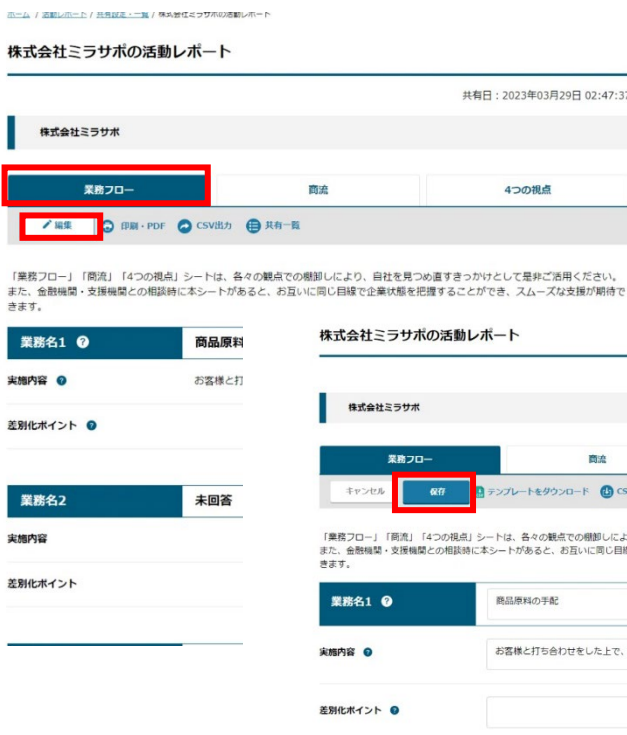 ホーム / 活動レポート / 共有設定・一覧 / 株式会社ミラサポの活動レポート
株式会社ミラサポの活動レポート
共有日：2023年03月29日 02:47:37
株式会社ミラサポ
業務フロー
商流
4つの視点
編集
印刷・PDF
CSV出力
共有一覧
「業務フロー」「商流」「4つの視点」シートは、各々の観点での棚卸しにより、自社を見つめ直すきっかけとして是非ご活用ください。
また、金融機関・支援機関との相談時に本シートがあると、お互いに同じ目線で企業状態を把握することができ、スムーズな支援が期待で
きます。
業務名1
商品原料
実施内容
お客様と打
差別化ポイント
業務名2
未回答
実施内容
差別化ポイント
株式会社ミラサポの活動レポート
株式会社ミラサポ
業務フロー
商流
キャンセル
保存
テンプレートをダウンロード
CS
「業務フロー」「商流」「4つの視点」シートは、各々の観点での棚卸しによ
また、金融機関・支援機関との相談時に本シートがあると、お互いに同じ目線
きます。
業務名1
商品原料の手配
実施内容
お客様と打ち合わせをした上で、
差別化ポイント